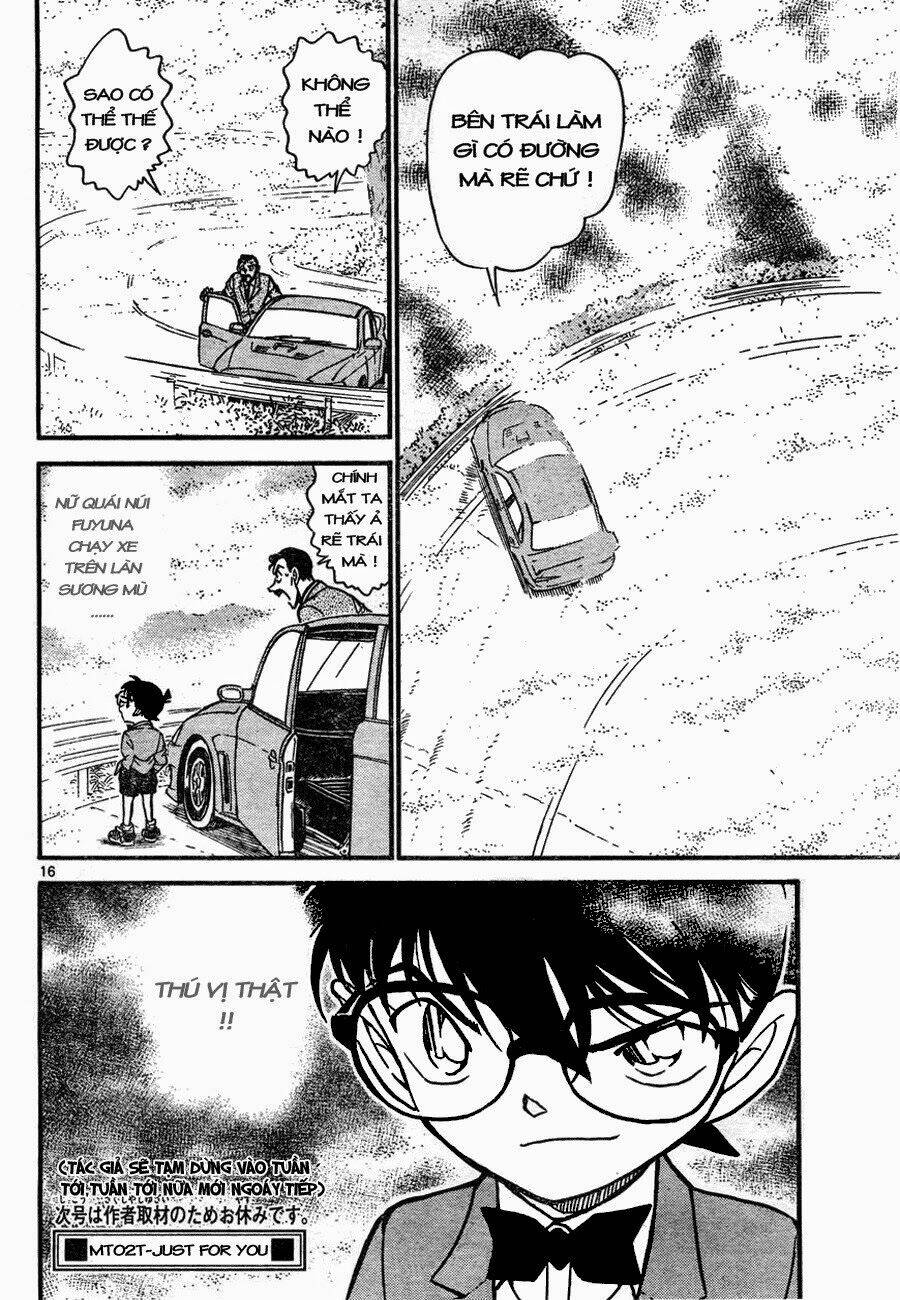 BÊN TRÁI LÀM
GÌ CÓ ĐƯỜNG
MÀ RẼ CHỨ !
KHÔNG
THỂ
NÀO !
SAO CÓ
THỂ THẾ
ĐƯỢC ?
CHÍNH
MẮT TA
THẤY Ả
RẼ TRÁI
MÀ !
NỮ QUÁI NÚI
FUYUNA
CHẠY XE
TRÊN LÀN
SƯƠNG MÙ
......
16
THÚ VỊ THẬT
!!
(TÁC GIẢ SẼ TẠM DỪNG VÀO TUẦN
TỚI,TUẦN TỚI NỮA MỚI NGOÁY TIẾP)
次号は作者取材のためお休みです。
MT02T-JUST FOR YOU